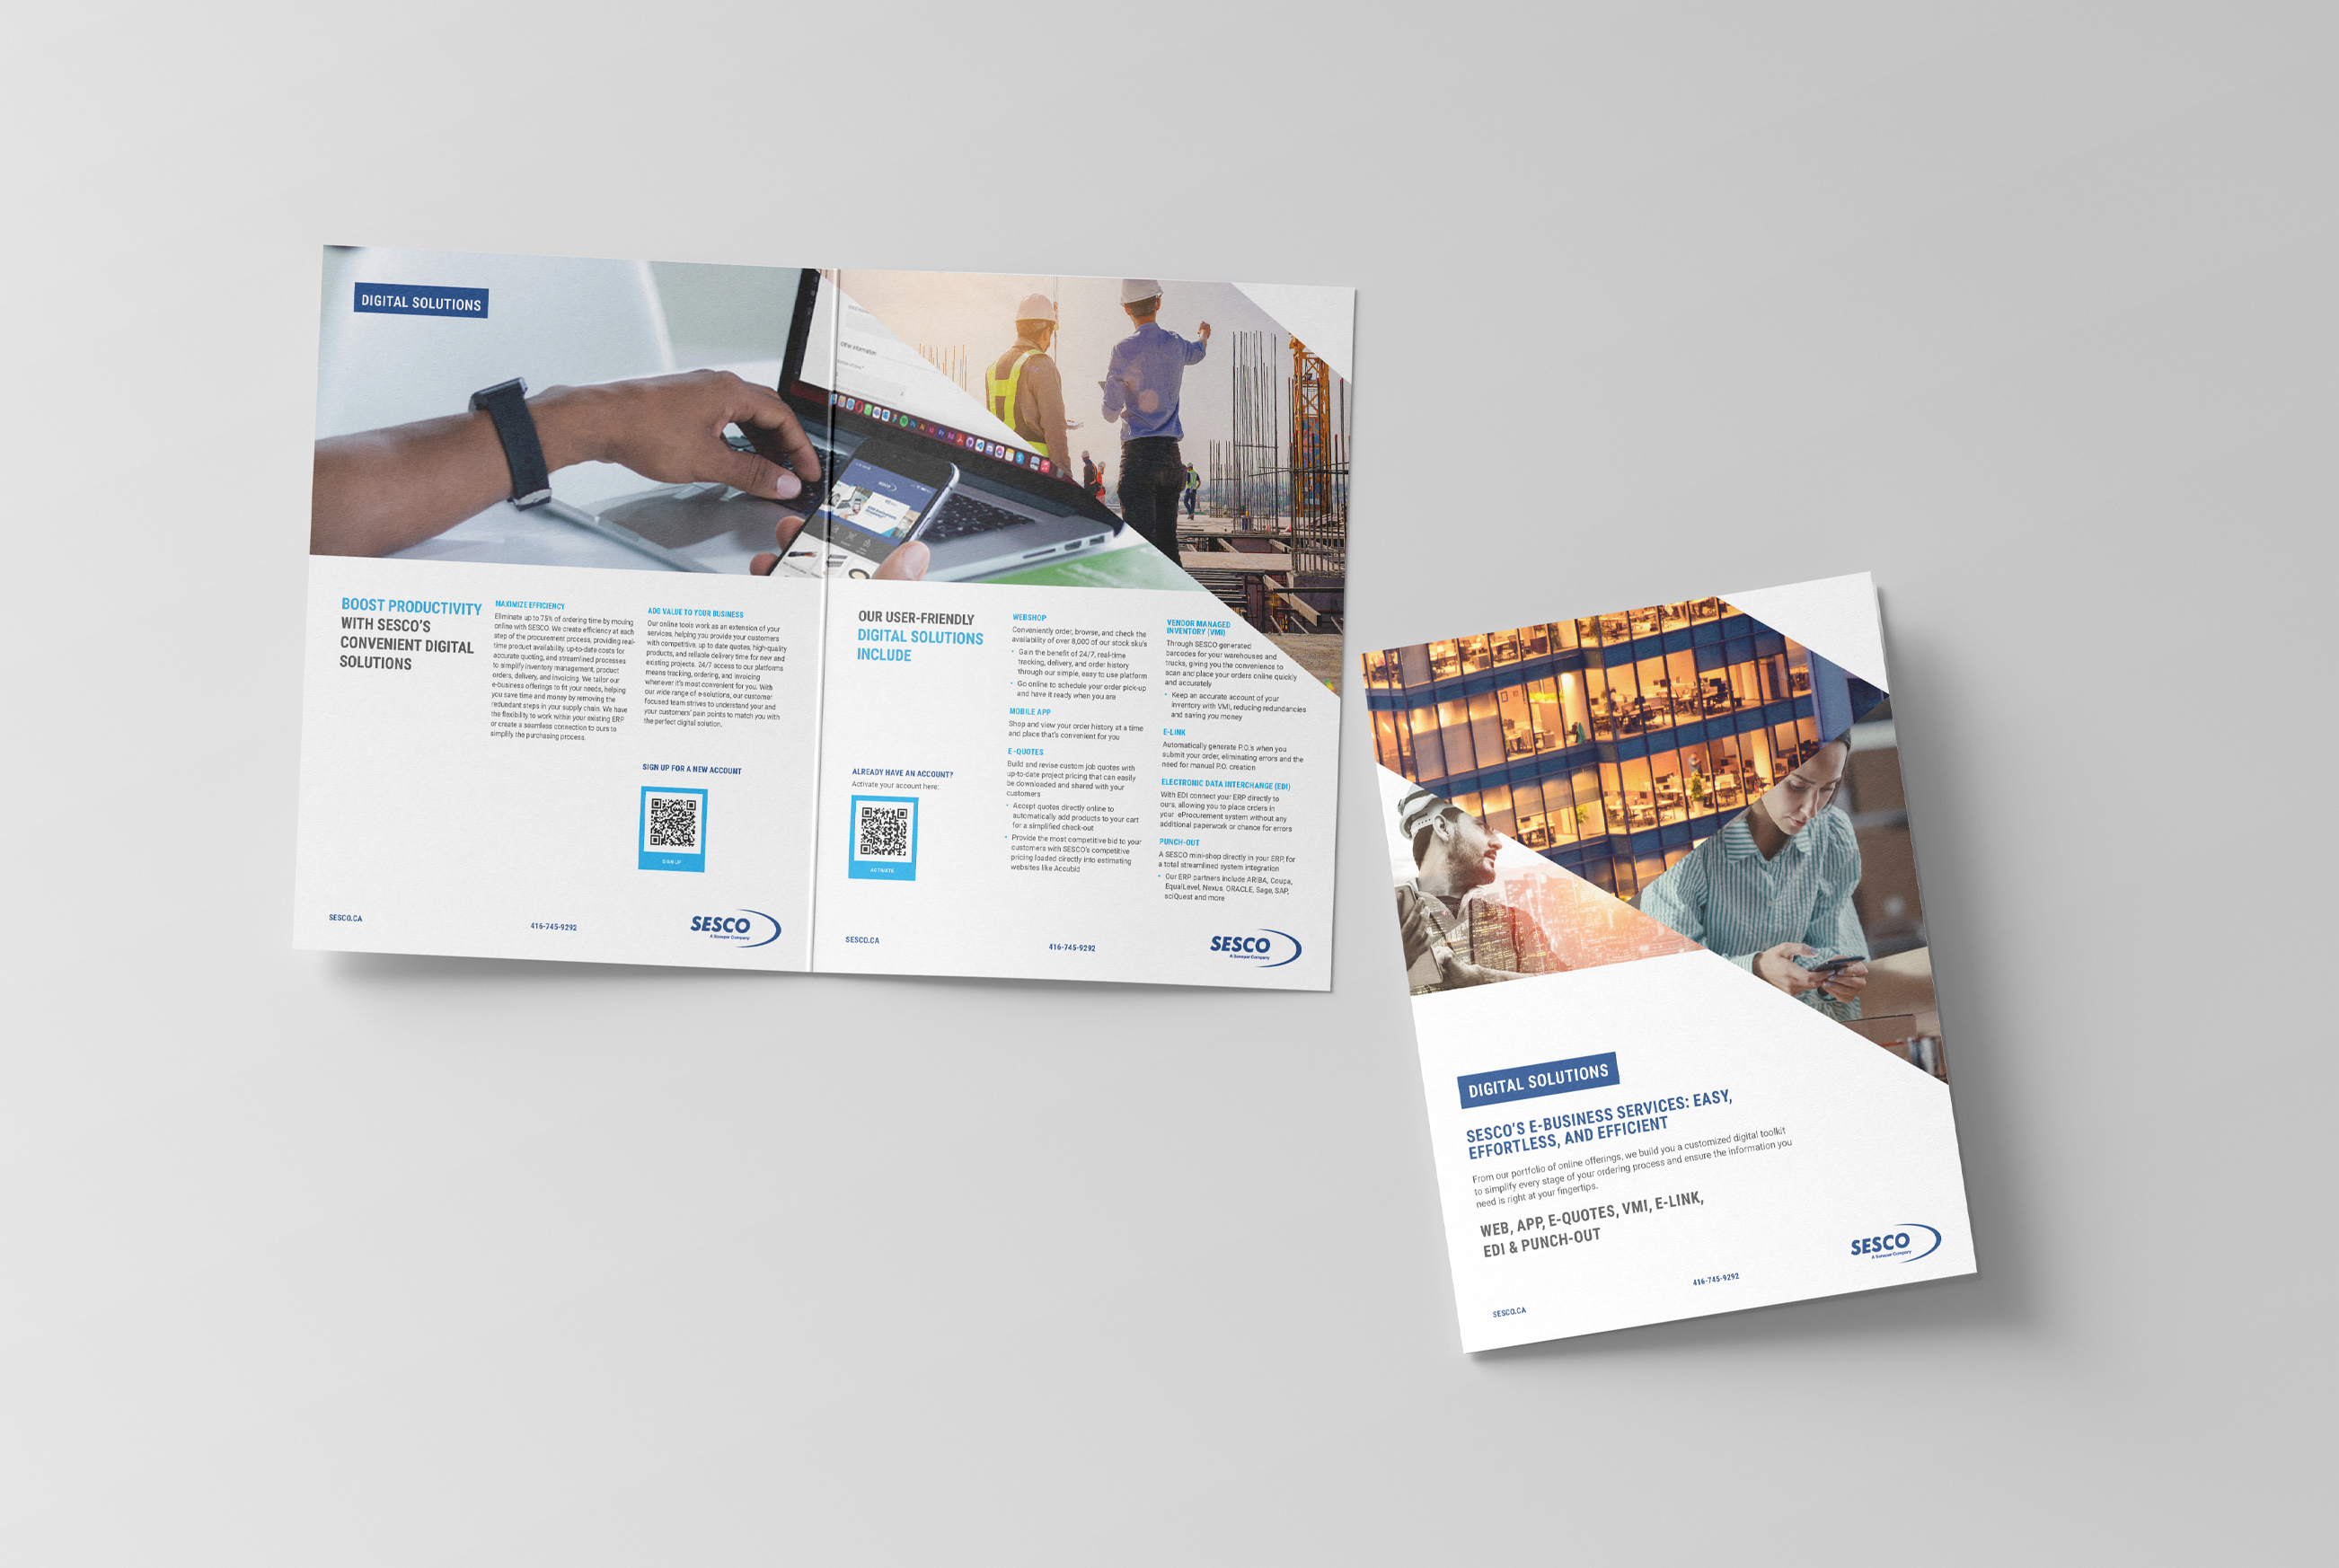 DIGITAL SOLUTIONS
BOOST PRODUCTIVITY
WITH SESCO'S
CONVENIENT DIGITAL
SOLUTIONS
MAXIMIZE EFFICIENCY
Eliminate up to 75% of ordering time by moving
online with SESCO. We create efficiency at each
step of the procurement process, providing real-
time product availability, up-to-date costs for
accurate quoting, and streamlined processes
to simplify inventory management, product
orders, delivery, and invoicing. We tailor our
e-business offerings to fit your needs, helping
you save time and money by removing the
redundant steps in your supply chain. We have
the flexibility to work within your existing ERP
or create a seamless connection to ours to
simplify the purchasing process.
ADD VALUE TO YOUR BUSINESS
Our online tools work as an extension of your
services, helping you provide your customers
with competitive, up to date quotes, high-quality
products, and reliable delivery time for new and
existing projects. 24/7 access to our platforms
means tracking, ordering, and invoicing
whenever it's most convenient for you. With
our wide range of e-solutions, our customer
focused team strives to understand your and
your customers' pain points to match you with
the perfect digital solution.
SIGN UP FOR A NEW ACCOUNT
SIGN UP
SESCO.CA
416-745-9292
SESCO
A Sonepar Company
Other information
OUR USER-FRIENDLY
DIGITAL SOLUTIONS
INCLUDE
ALREADY HAVE AN ACCOUNT?
Activate your account here:
ACTIVATE
WEBSHOP
Conveniently order, browse, and check the
availability of over 8,000 of our stock sku's
• Gain the benefit of 24/7, real-time
tracking, delivery, and order history
through our simple, easy to use platform
• Go online to schedule your order pick-up
and have it ready when you are
MOBILE APP
Shop and view your order history at a time
and place that's convenient for you
E-QUOTES
Build and revise custom job quotes with
up-to-date project pricing that can easily
be downloaded and shared with your
customers
• Accept quotes directly online to
automatically add products to your cart
for a simplified check-out
• Provide the most competitive bid to your
customers with SESCO's competitive
pricing loaded directly into estimating
websites like Accubid
VENDOR MANAGED
INVENTORY (VMI)
Through SESCO generated
barcodes for your warehouses and
trucks, giving you the convenience to
scan and place your orders online quickly
and accurately
• Keep an accurate account of your
inventory with VMI, reducing redundancies
and saving you money
E-LINK
Automatically generate P.O.'s when you
submit your order, eliminating errors and the
need for manual P.O. creation
ELECTRONIC DATA INTERCHANGE (EDI)
With EDI connect your ERP directly to
ours, allowing you to place orders in
your eProcurement system without any
additional paperwork or chance for errors
PUNCH-OUT
A SESCO mini-shop directly in your ERP, for
a total streamlined system integration
• Our ERP partners include ARIBA, Coupa,
EqualLevel, Nexus, ORACLE, Sage, SAP,
sciQuest and more
SESCO.CA
416-745-9292
SESCO
A Sonepar Company
DIGITAL SOLUTIONS
SESCO'S E-BUSINESS SERVICES: EASY,
EFFORTLESS, AND EFFICIENT
From our portfolio of online offerings, we build you a customized digital toolkit
to simplify every stage of your ordering process and ensure the information you
need is right at your fingertips.
WEB, APP, E-QUOTES, VMI, E-LINK,
EDI & PUNCH-OUT
SESCO.CA
416-745-9292
SESCO
A Sonepar Company